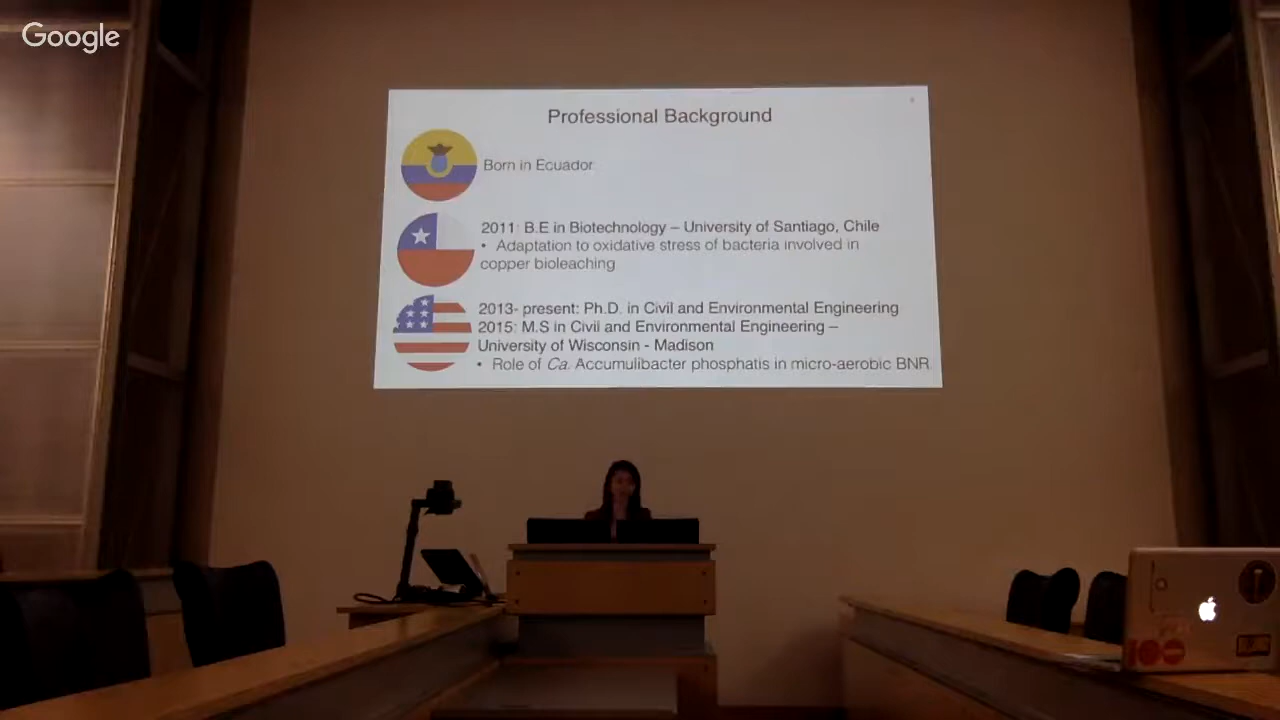 Google
Professional Background
Born in Ecuador
2011: B.E in Biotechnology – University of Santiago, Chile
• Adaptation to oxidative stress of bacteria involved in
copper bioleaching
2013- present: Ph.D. in Civil and Environmental Engineering
2015: M.S in Civil and Environmental Engineering –
University of Wisconsin - Madison
• Role of Ca. Accumulibacter phosphatis in micro-aerobic BNR